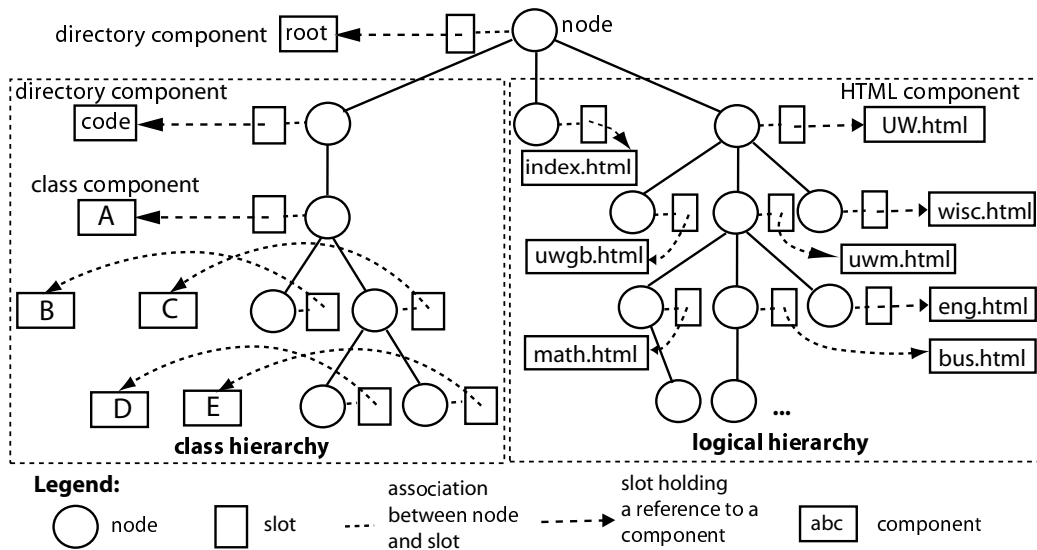 node
directory component
root
directory component
code
HTML component
UW.html
index.html
class component
A
wisc.html
uwgb.html
uwm.html
B
C
eng.html
math.html
bus.html
D
E
...
class hierarchy
logical hierarchy
Legend:
node
slot
association
between node
and slot
slot holding
a reference to a
component
abc
component